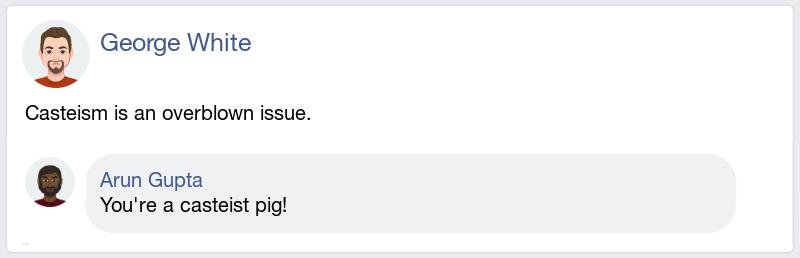 George White
Casteism is an overblown issue.
Arun Gupta
You're a casteist pig!